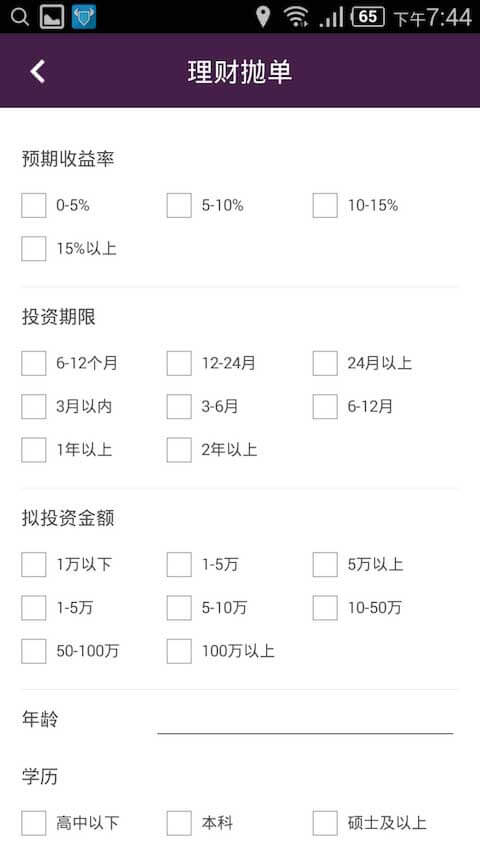 65 下午7:44
理财抛单
预期收益率
0-5% 5-10% 10-15%
15%以上
投资期限
6-12个月 12-24月 24月以上
3月以内 3-6月 6-12月
1年以上 2年以上
拟投资金额
1万以下 1-5万 5万以上
1-5万 5-10万 10-50万
50-100万 100万以上
年龄
学历
高中以下 本科 硕士及以上